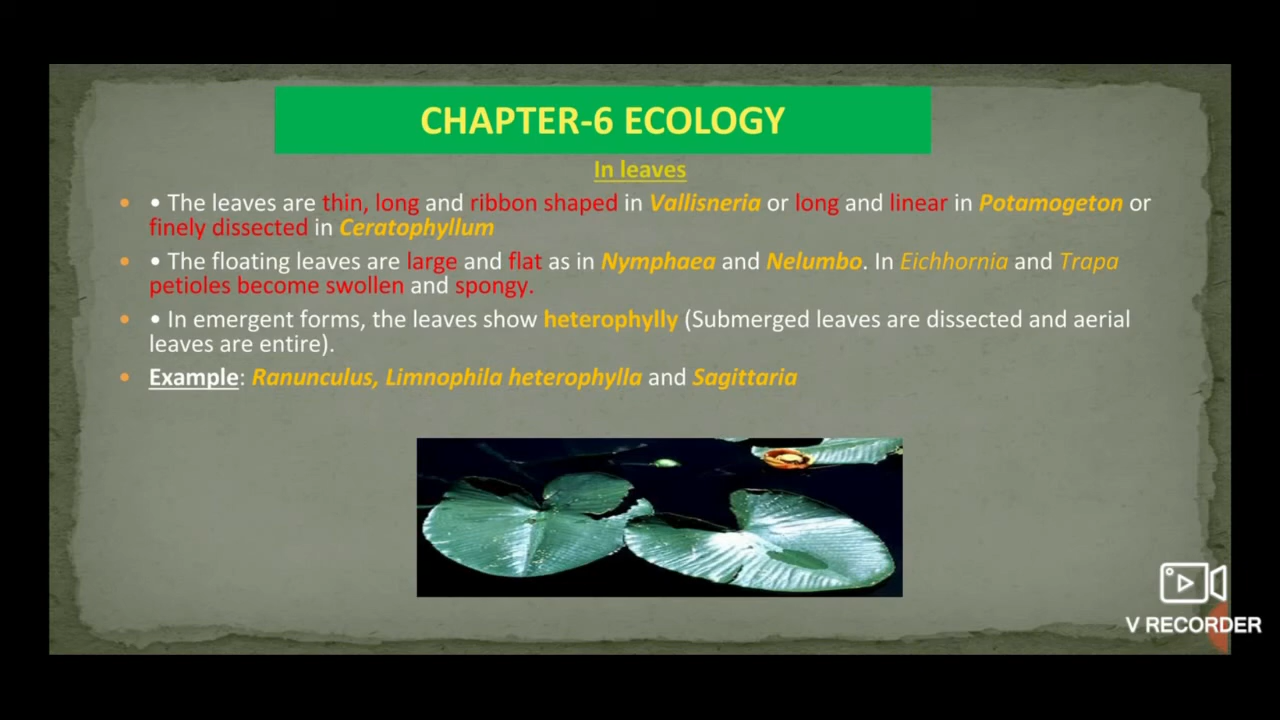 CHAPTER-6 ECOLOGY
In leaves
• • The leaves are thin, long and ribbon shaped in Vallisneria or long and linear in Potamogeton or
finely dissected in Ceratophyllum
• • The floating leaves are large and flat as in Nymphaea and Nelumbo. In Eichhornia and Trapa
petioles become swollen and spongy.
• • In emergent forms, the leaves show heterophylly (Submerged leaves are dissected and aerial
leaves are entire).
• Example: Ranunculus, Limnophila heterophylla and Sagittaria
V RECORDER